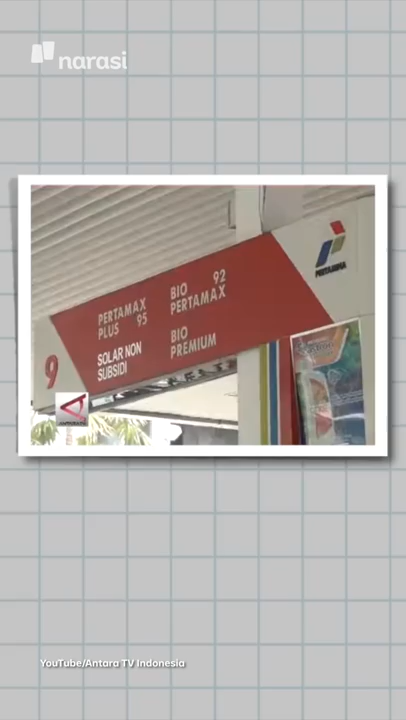 narasi
PERTAMAX
PLUS 95
SOLAR NON
SUBSIDI
BIO 92
PERTAMAX
BIO
PREMIUM
9
PERTAMINA
YouTube/Antara TV Indonesia